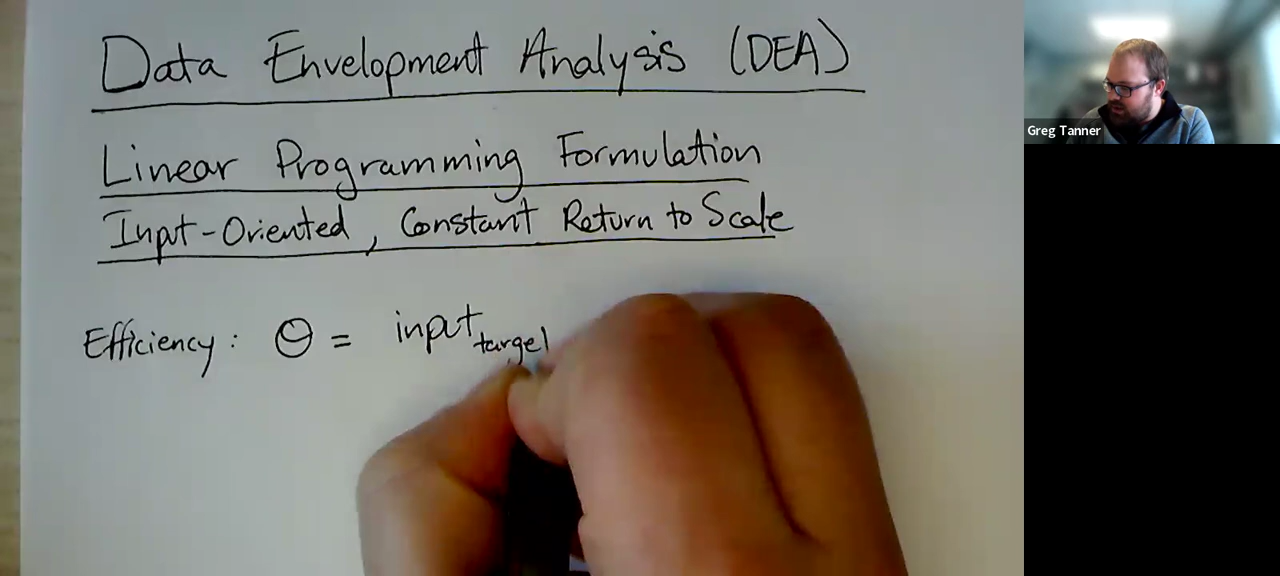 Data Envelopment Analysis (DEA)
Linear Programming Formulation
Input-Oriented, Constant Return to Scale
Efficiency: Θ = input target
Greg Tanner